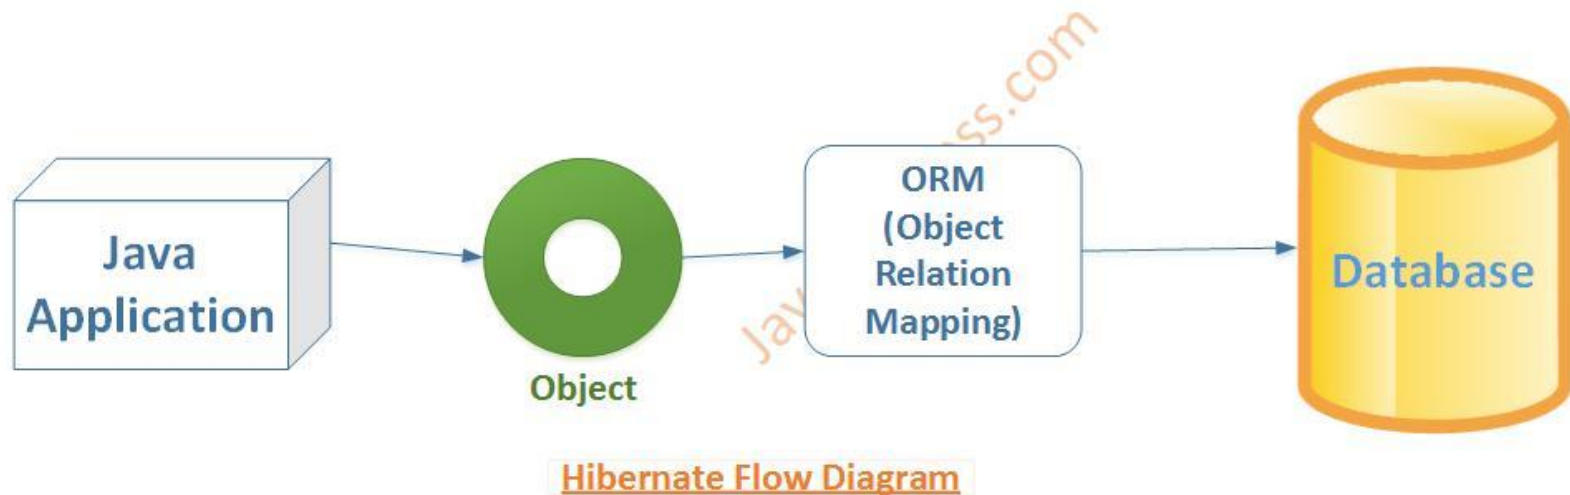 Java
Application
Object
ORM
(Object
Relation
Mapping)
Database
Hibernate Flow Diagram